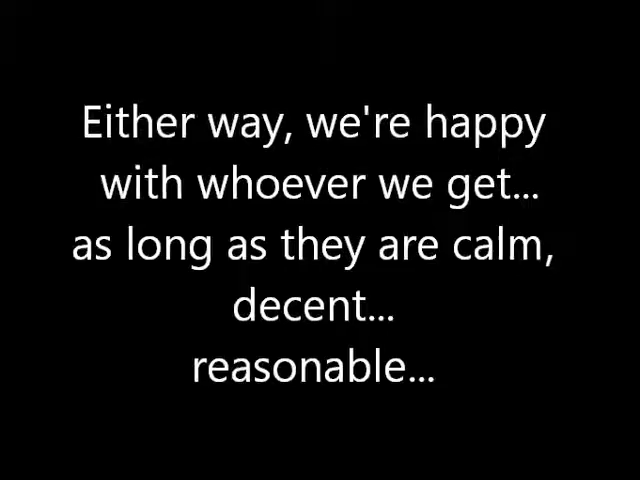 Either way, we're happy
with whoever we get...
as long as they are calm,
decent...
reasonable...